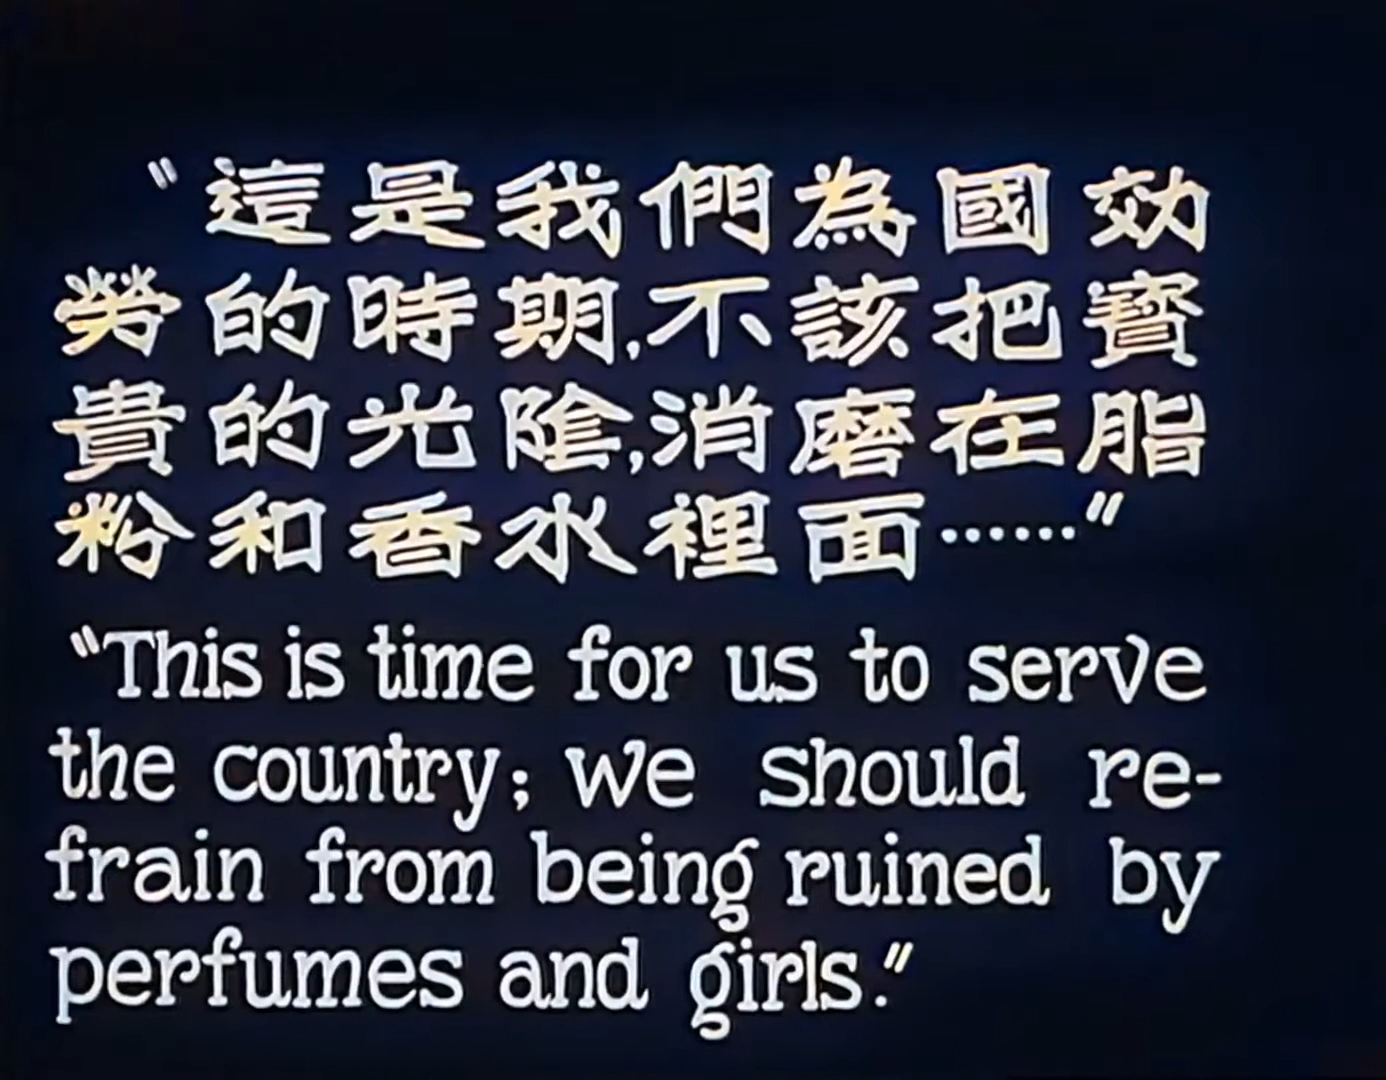 "這是我們為國効
勞的時期,不該把寶
貴的光陰,消磨在脂
粉和香水裡面……"
"This is time for us to serve
the country; we should re-
frain from being ruined by
perfumes and girls."